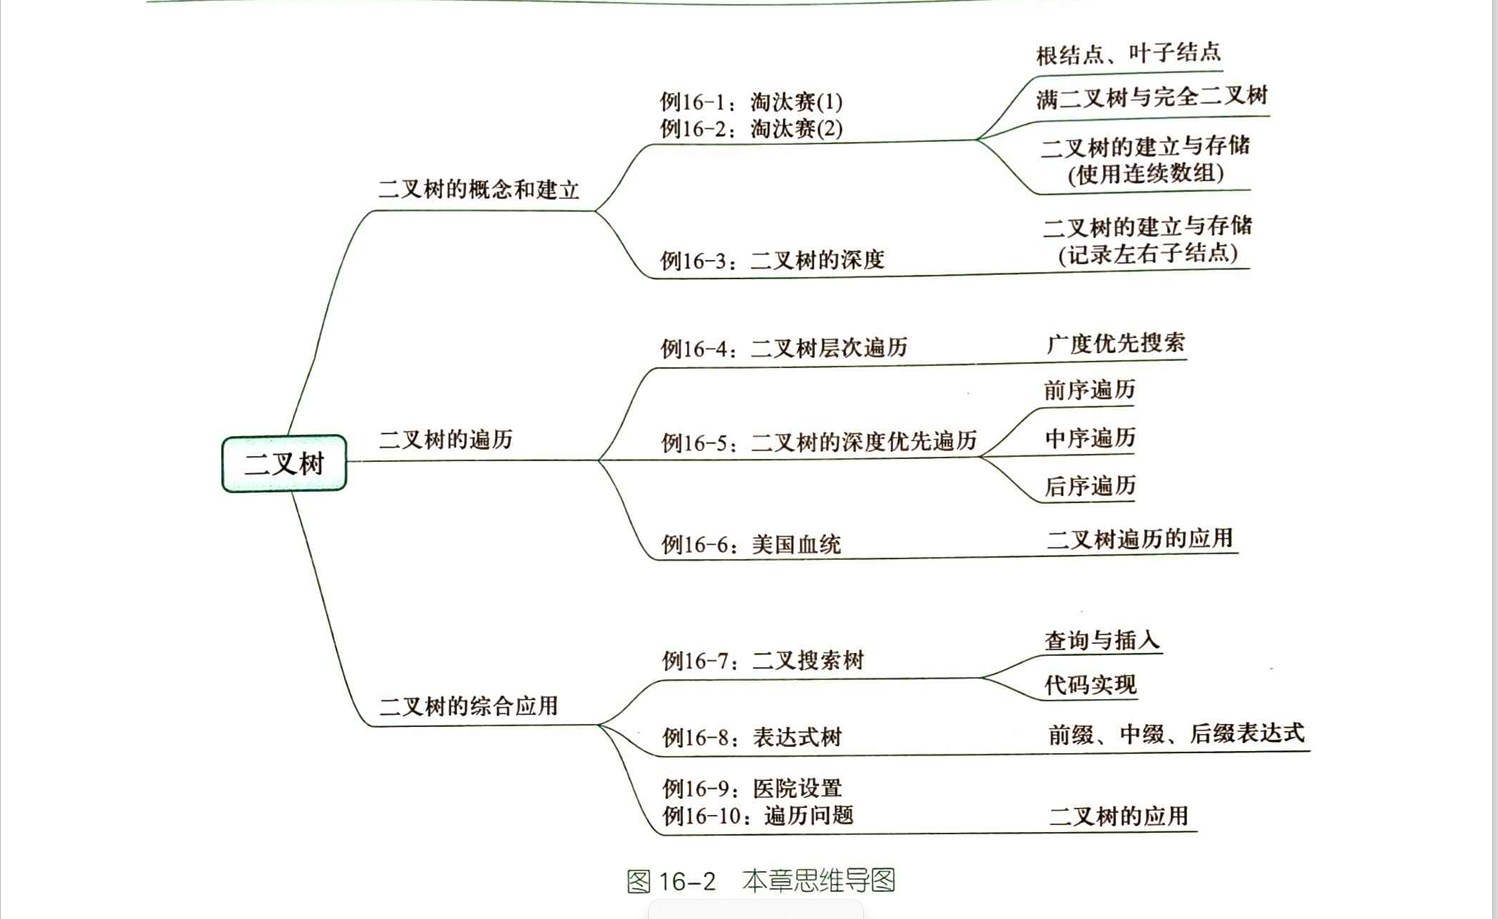 根结点、叶子结点
例16-1：淘汰赛(1)
满二叉树与完全二叉树
例16-2：淘汰赛(2)
二叉树的建立与存储
(使用连续数组)
二叉树的概念和建立
二叉树的建立与存储
例16-3：二叉树的深度
(记录左右子结点)
例16-4：二叉树层次遍历
广度优先搜索
前序遍历
二叉树的遍历
例16-5：二叉树的深度优先遍历
中序遍历
二叉树
后序遍历
例16-6：美国血统
二叉树遍历的应用
查询与插入
例16-7：二叉搜索树
代码实现
二叉树的综合应用
例16-8：表达式树
前缀、中缀、后缀表达式
例16-9：医院设置
例16-10：遍历问题
二叉树的应用
图 16-2 本章思维导图